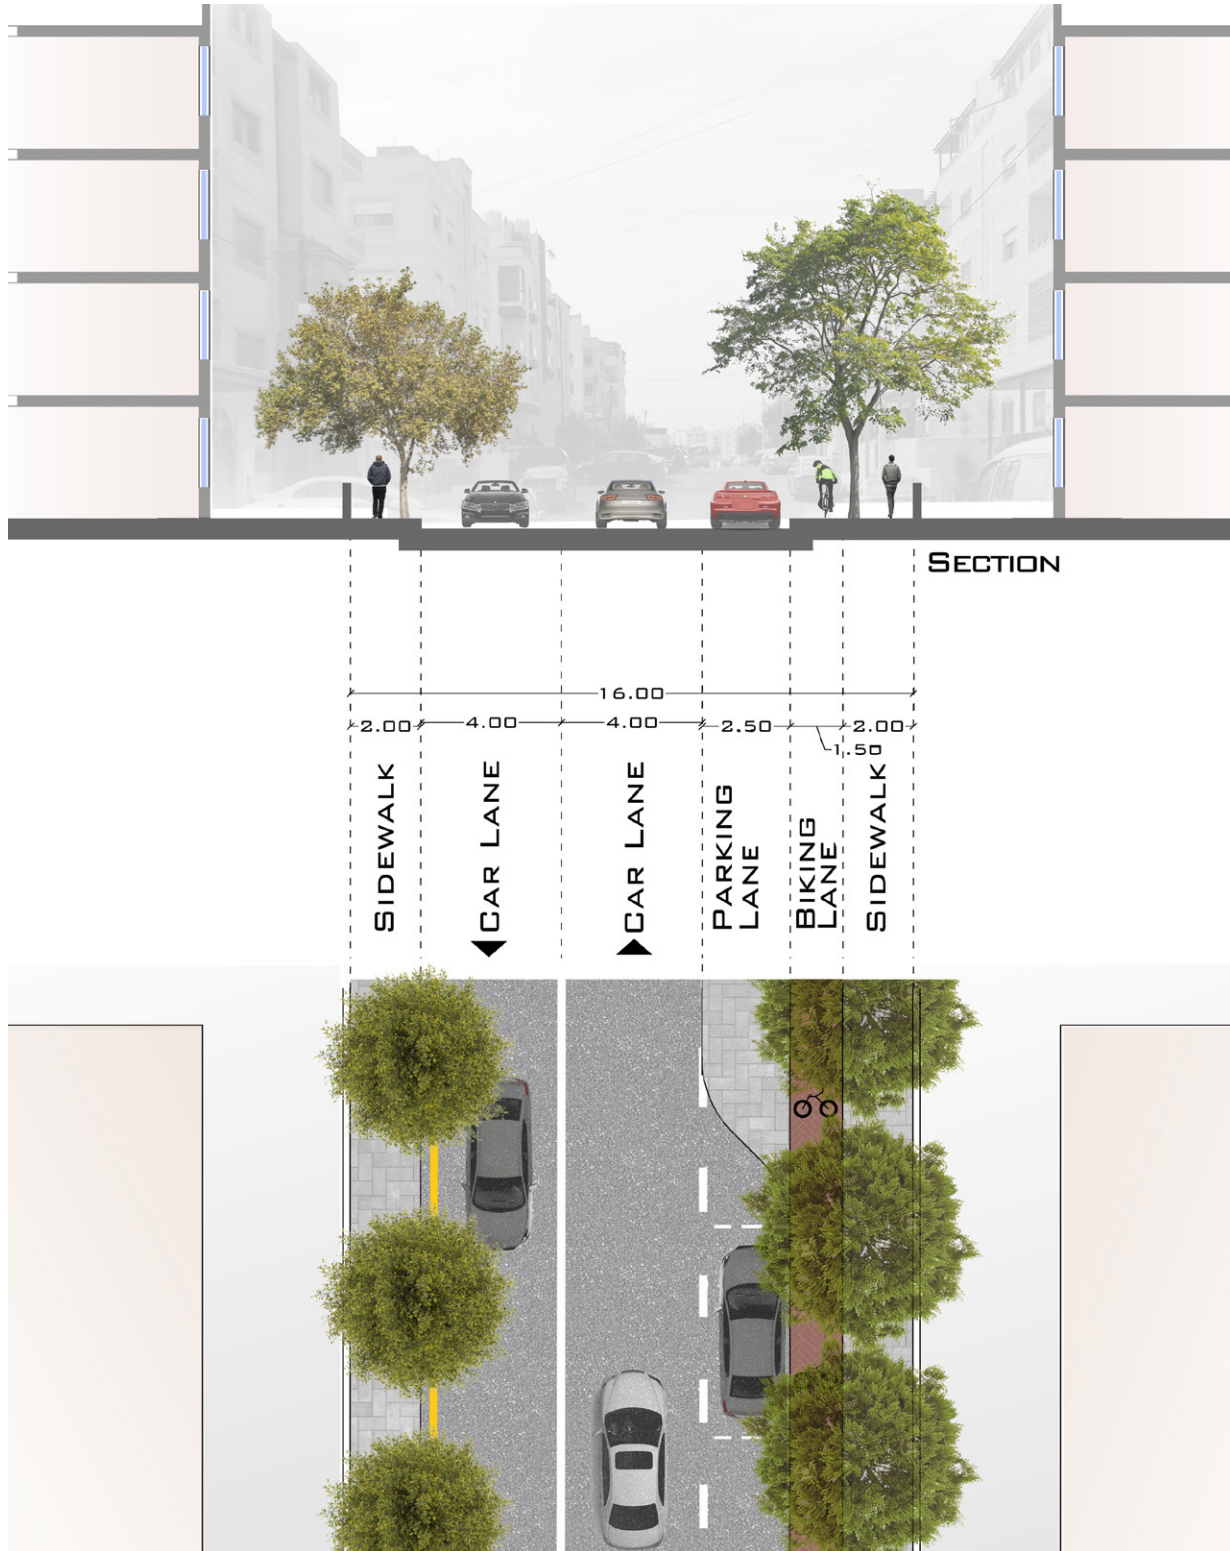 SECTION
16.00
2.00 4.00 4.00 2.50 2.00
1.50
SIDEWALK
CAR LANE
CAR LANE
PARKING
LANE
BIKING
LANE
SIDEWALK